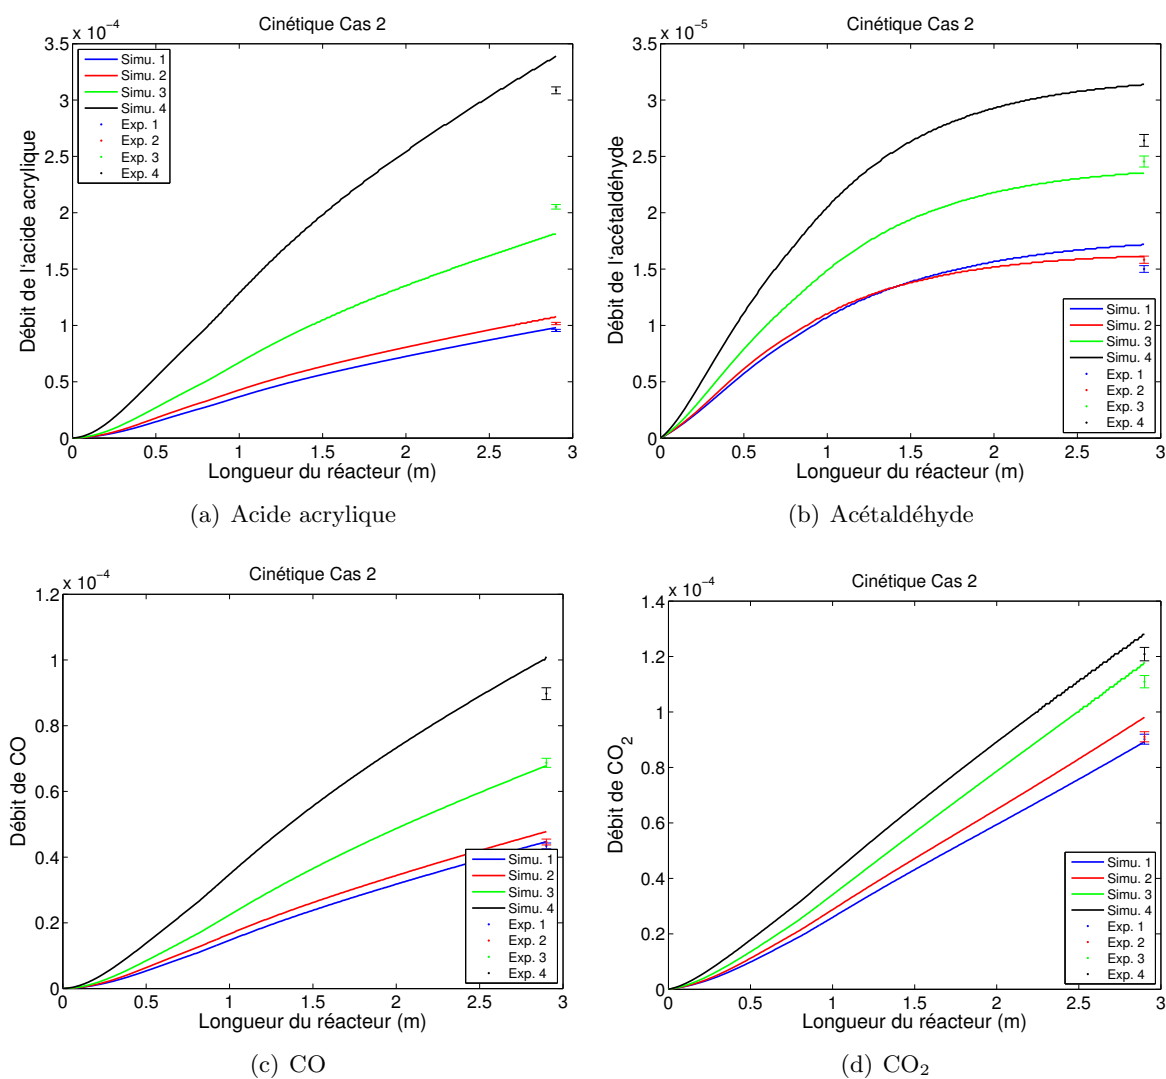 Cinétique Cas 2
x 10⁻⁴
3.5
3
2.5
2
1.5
1
0.5
0
Débit de l'acide acrylique
Simu. 1
Simu. 2
Simu. 3
Simu. 4
Exp. 1
Exp. 2
Exp. 3
Exp. 4
0 0.5 1 1.5 2 2.5 3
Longueur du réacteur (m)
(a) Acide acrylique
Cinétique Cas 2
x 10⁻⁵
3.5
3
2.5
2
1.5
1
0.5
0
Débit de l'acétaldéhyde
Simu. 1
Simu. 2
Simu. 3
Simu. 4
Exp. 1
Exp. 2
Exp. 3
Exp. 4
0 0.5 1 1.5 2 2.5 3
Longueur du réacteur (m)
(b) Acétaldéhyde
Cinétique Cas 2
x 10⁻⁴
1.2
1
0.8
0.6
0.4
0.2
0
Débit de CO
Simu. 1
Simu. 2
Simu. 3
Simu. 4
Exp. 1
Exp. 2
Exp. 3
Exp. 4
0 0.5 1 1.5 2 2.5 3
Longueur du réacteur (m)
(c) CO
Cinétique Cas 2
x 10⁻⁴
1.4
1.2
1
0.8
0.6
0.4
0.2
0
Débit de CO₂
Simu. 1
Simu. 2
Simu. 3
Simu. 4
Exp. 1
Exp. 2
Exp. 3
Exp. 4
0 0.5 1 1.5 2 2.5 3
Longueur du réacteur (m)
(d) CO₂